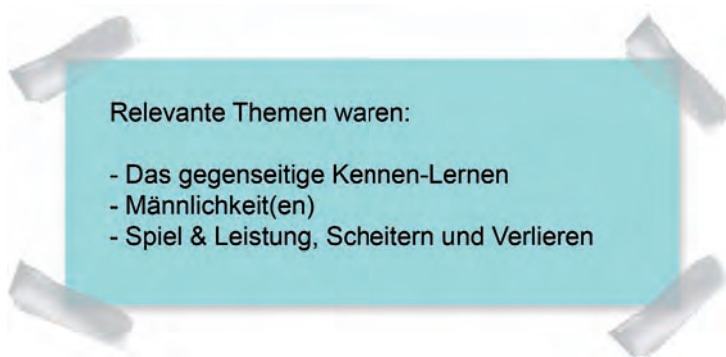 Relevante Themen waren:
- Das gegenseitige Kennen-Lernen
- Männlichkeit(en)
- Spiel & Leistung, Scheitern und Verlieren